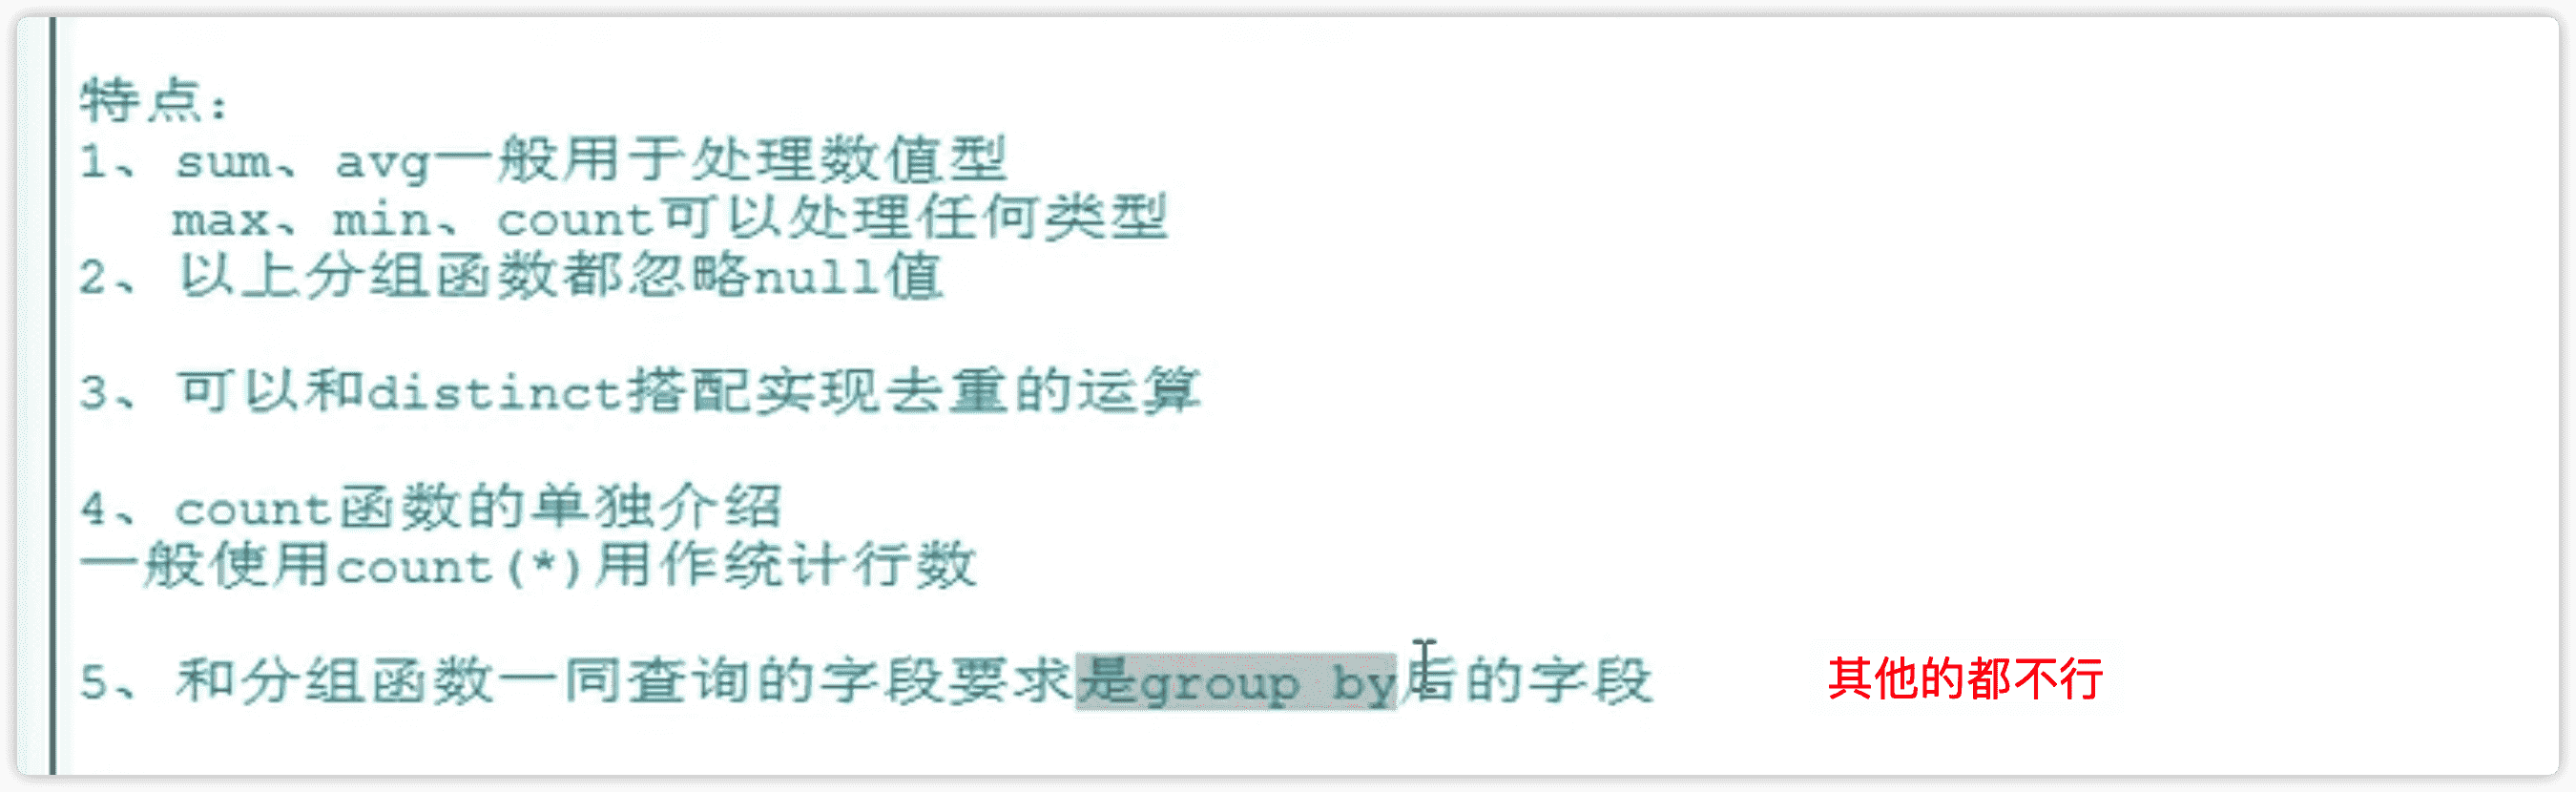 特点:
1、sum、avg一般用于处理数值型
max、min、count可以处理任何类型
2、以上分组函数都忽略null值
3、可以和distinct搭配实现去重的运算
4、count函数的单独介绍
一般使用count(*)用作统计行数
5、和分组函数一同查询的字段要求是group by后的字段 其他的都不行